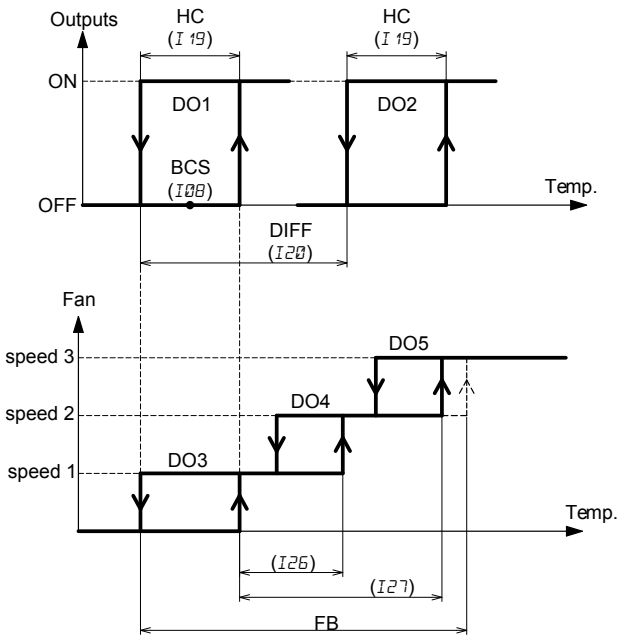 Outputs
HC
(I19)
HC
(I19)
ON
DO1
DO2
BCS
(I08)
Temp.
OFF
DIFF
(I20)
Fan
speed 3
DO5
speed 2
DO4
speed 1
DO3
Temp.
(I26)
(I27)
FB